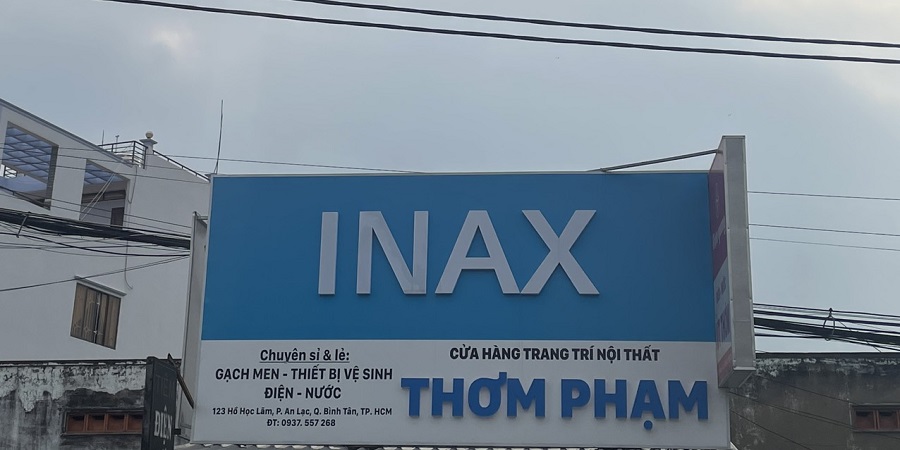 INAX
Chuyên sỉ & lẻ:
GẠCH MEN - THIẾT BỊ VỆ SINH
ĐIỆN - NƯỚC
123 Hồ Học Lãm, P. An Lạc, Q. Bình Tân, TP. HCM
ĐT: 0937. 557 268
CỬA HÀNG TRANG TRÍ NỘI THẤT
THƠM PHẠM